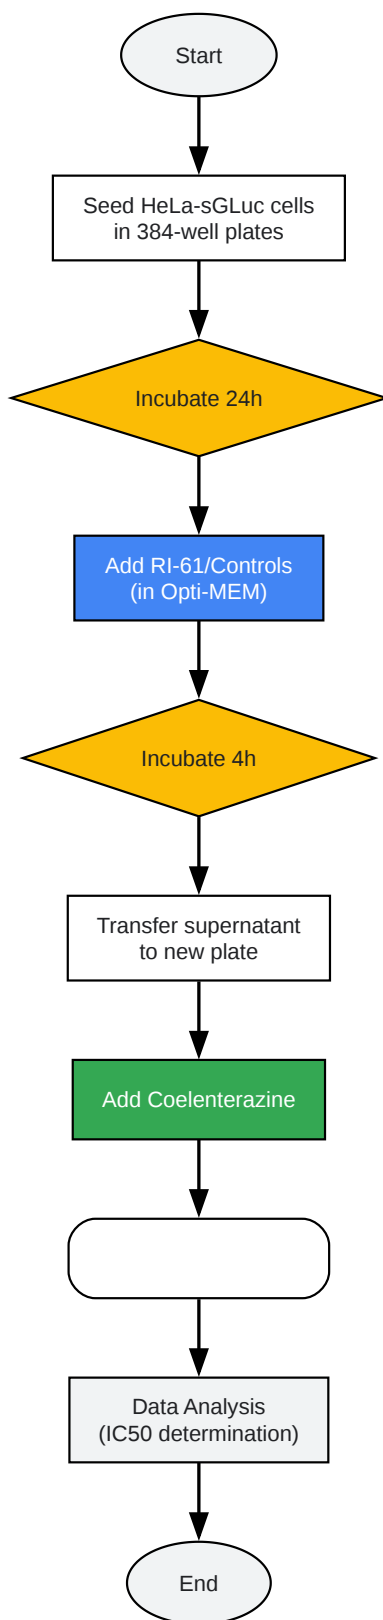 Start
Seed HeLa-sGLuc cells
in 384-well plates
Incubate 24h
Add RI-61/Controls
(in Opti-MEM)
Incubate 4h
Transfer supernatant
to new plate
Add Coelenterazine
Data Analysis
(IC50 determination)
End